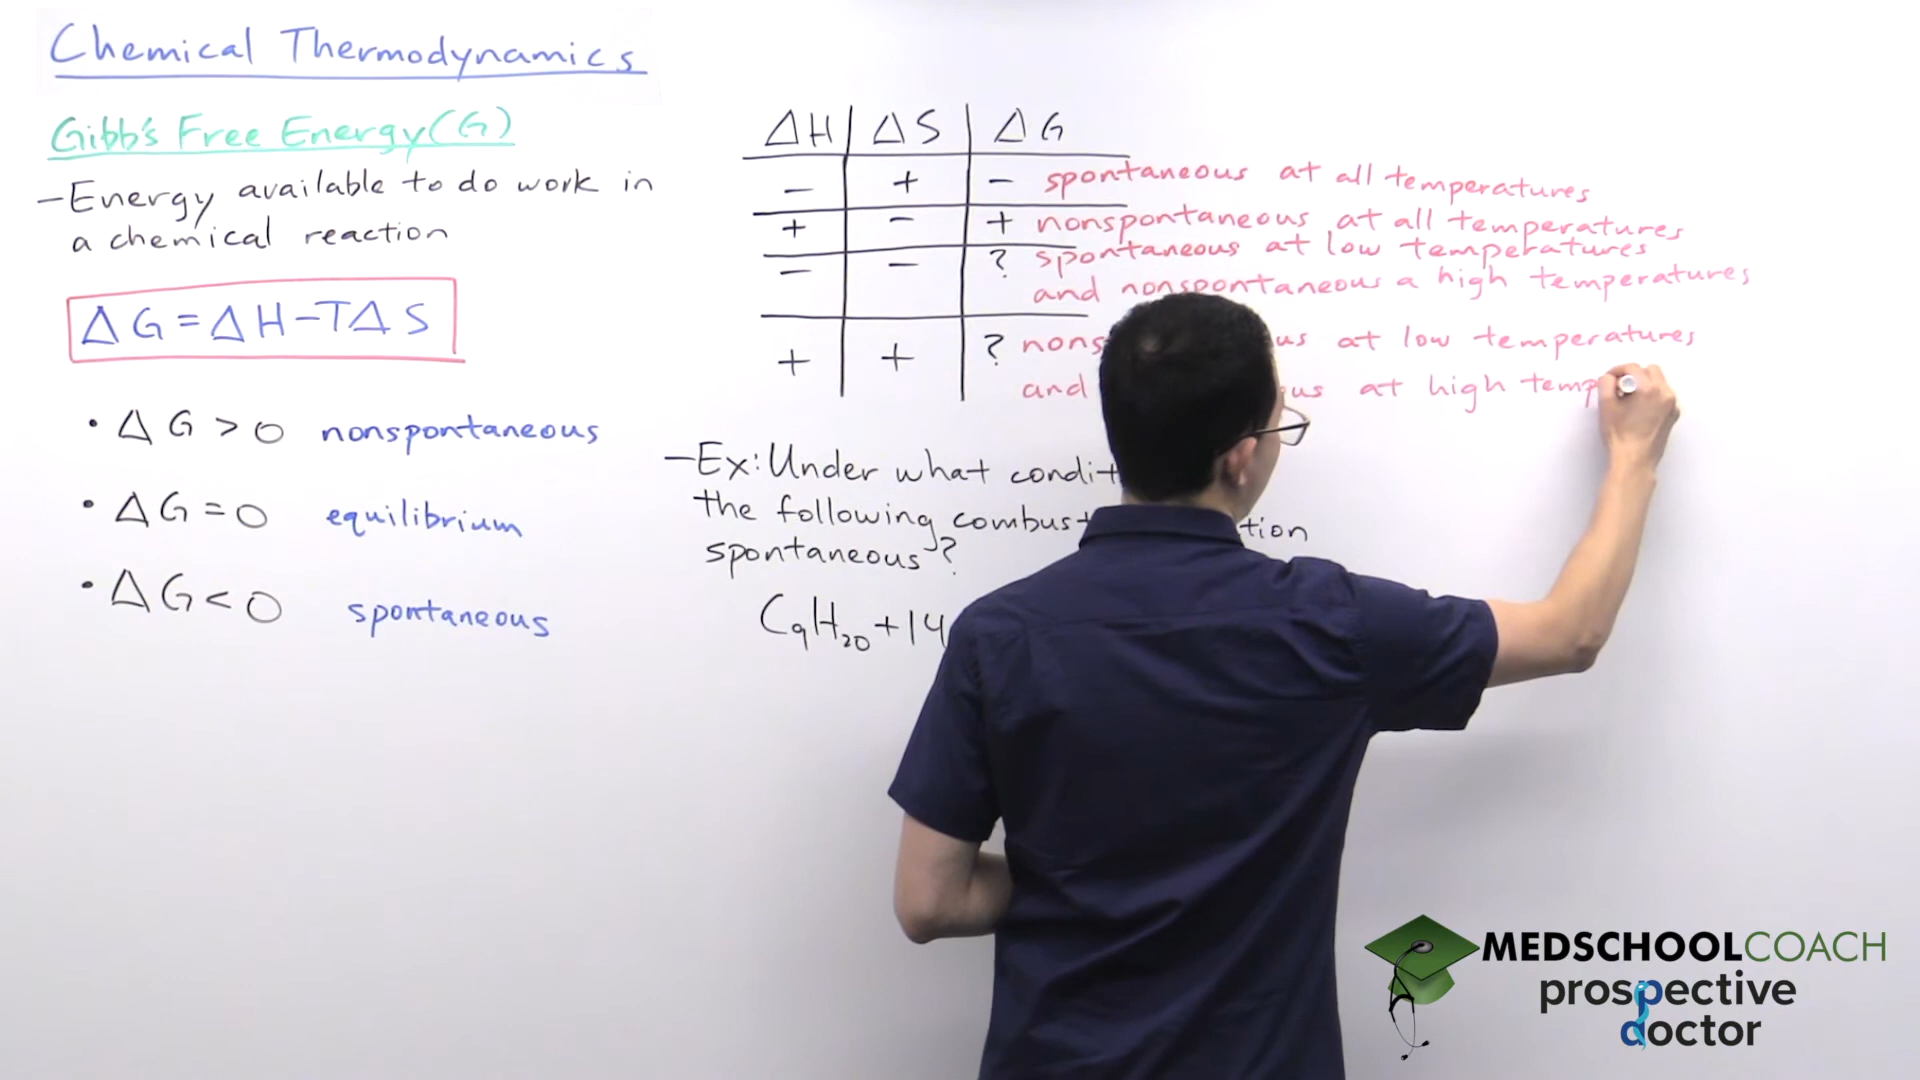 Chemical Thermodynamics
Gibb's Free Energy (G)
-Energy available to do work in
a chemical reaction
ΔG=ΔH-TΔS
• ΔG > 0 nonspontaneous
• ΔG = 0 equilibrium
• ΔG < 0 spontaneous
ΔH ΔS ΔG
- + - spontaneous at all temperatures
+ - + nonspontaneous at all temperatures
- - ? spontaneous at low temperatures
and nonspontaneous a high temperatures
+ + ? nons us at low temperatures
and us at high temp
-Ex: Under what condit
the following combust tion
spontaneous?
C₉H₂₀+14
MEDSCHOOLCOACH
prospective
doctor